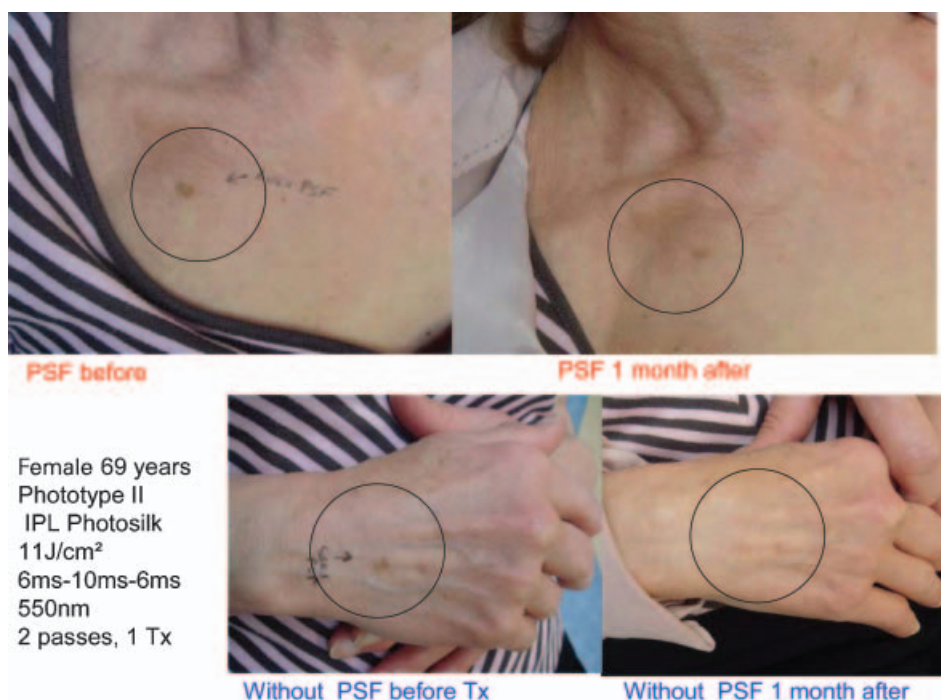 PSF before
PSF 1 month after
Female 69 years
Phototype II
IPL Photosilk
11J/cm²
6ms-10ms-6ms
550nm
2 passes, 1 Tx
Without PSF before Tx
Without PSF 1 month after